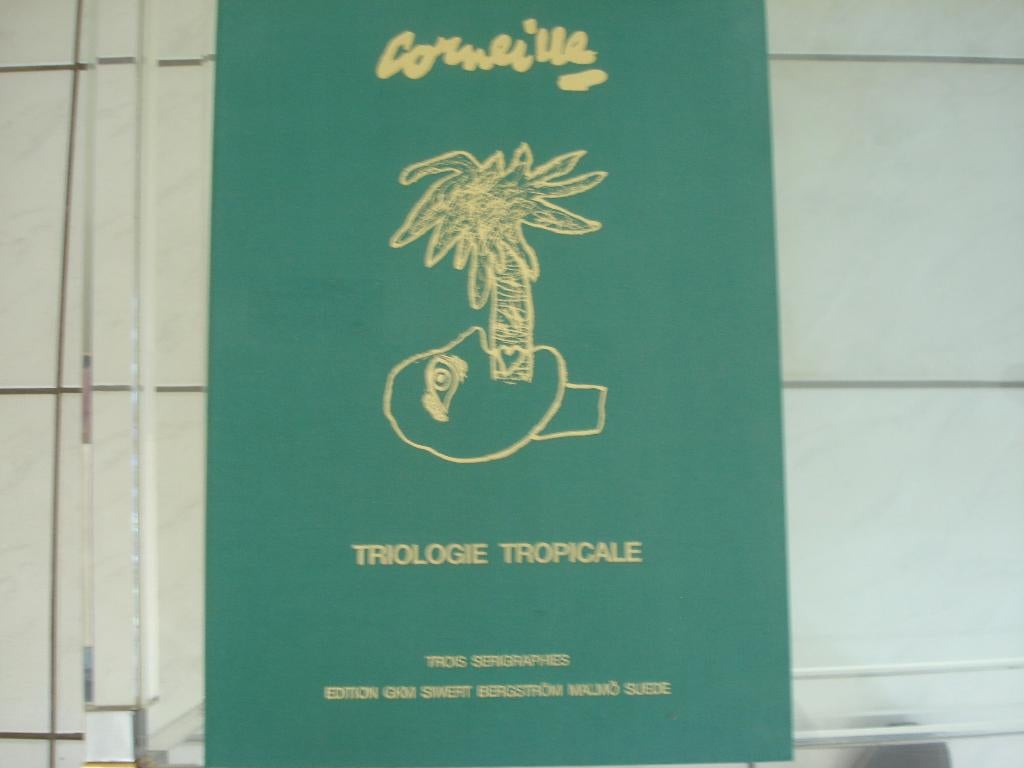 Corneille
TRIOLOGIE TROPICALE
TROIS SERIGRAPHIES
EDITION GKM SIWERT BERGSTRÖM MALMÖ SUEDE